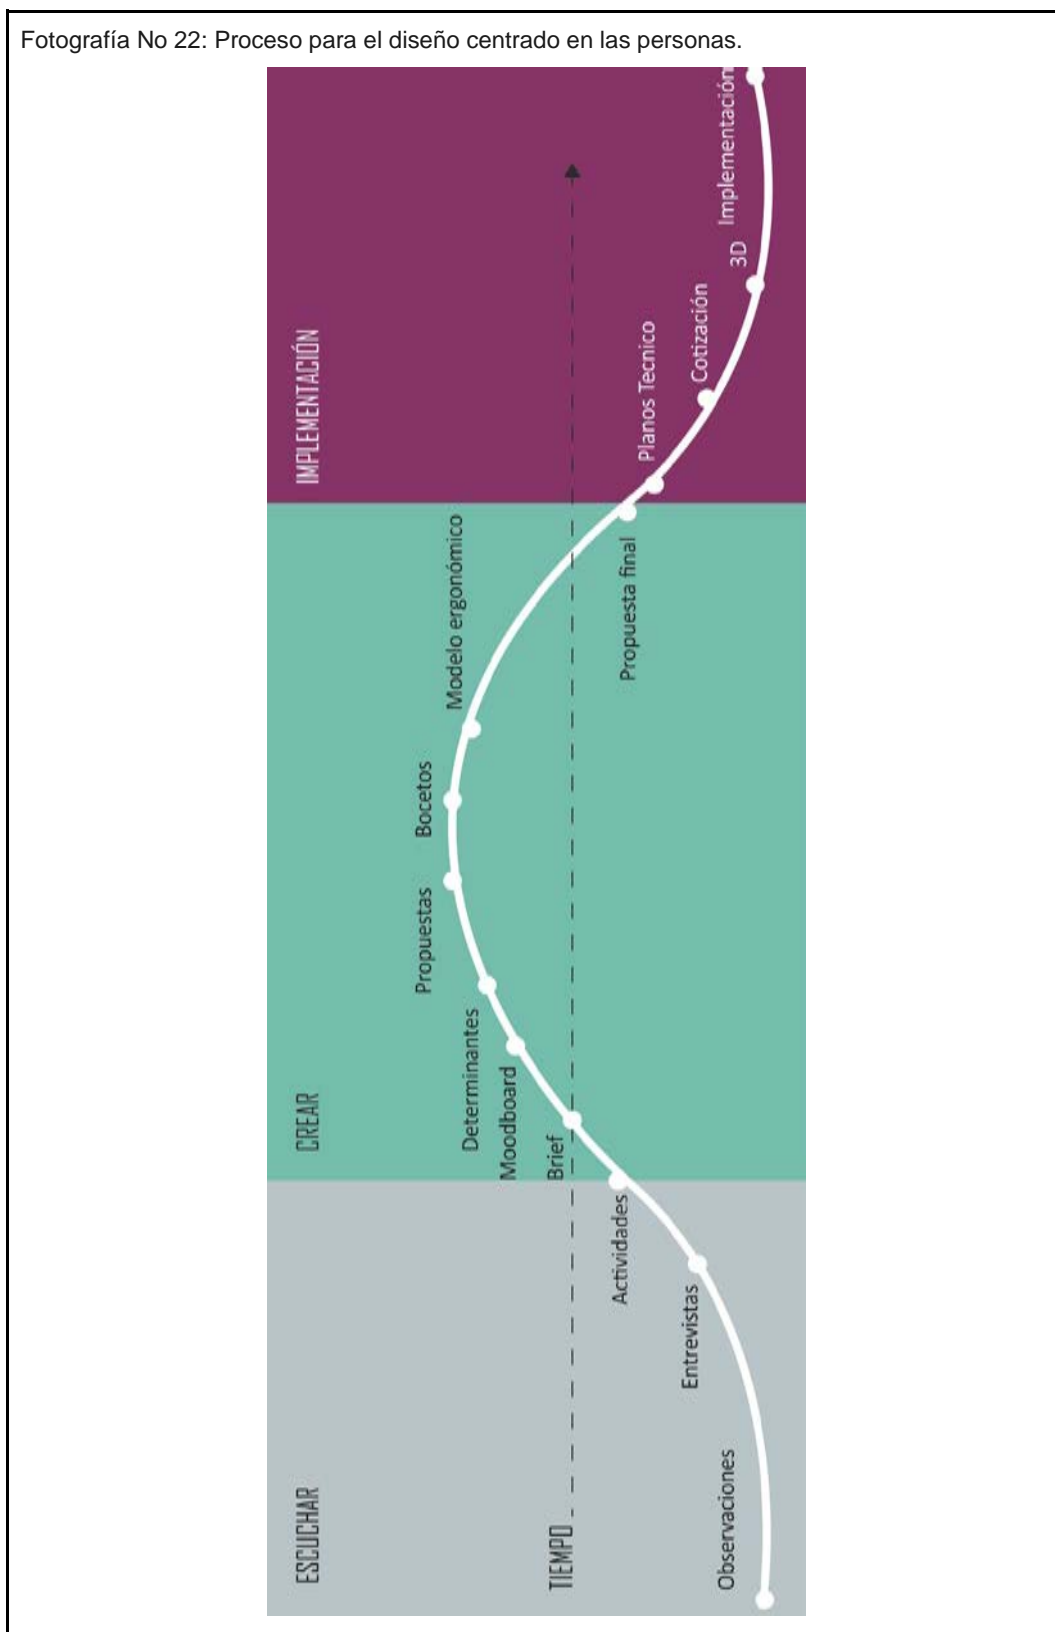 Fotografía No 22: Proceso para el diseño centrado en las personas.
ESCUCHAR
CREAR
IMPLEMENTACIÓN
TIEMPO
Observaciones
Entrevistas
Actividades
Brief
Moodboard
Determinantes
Propuestas
Bocetos
Modelo ergonómico
Propuesta final
Planos Tecnico
Cotización
3D
Implementación